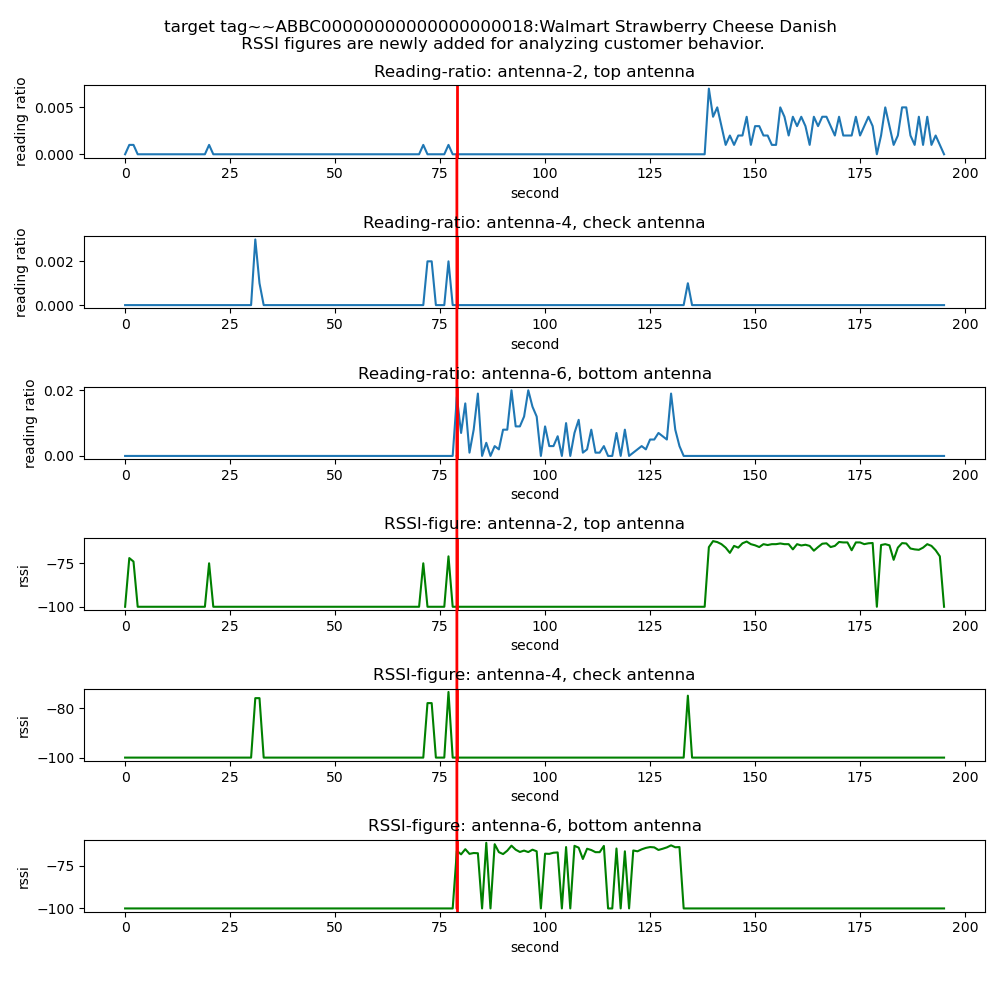 target tag~~ABBC00000000000000000018:Walmart Strawberry Cheese Danish
RSSI figures are newly added for analyzing customer behavior.
Reading-ratio: antenna-2, top antenna
reading ratio
0.005
0.000
0 25 50 75 100 125 150 175 200
second
Reading-ratio: antenna-4, check antenna
reading ratio
0.002
0.000
0 25 50 75 100 125 150 175 200
second
Reading-ratio: antenna-6, bottom antenna
reading ratio
0.02
0.00
0 25 50 75 100 125 150 175 200
second
RSSI-figure: antenna-2, top antenna
rssi
−75
−100
0 25 50 75 100 125 150 175 200
second
RSSI-figure: antenna-4, check antenna
rssi
−80
−100
0 25 50 75 100 125 150 175 200
second
RSSI-figure: antenna-6, bottom antenna
rssi
−75
−100
0 25 50 75 100 125 150 175 200
second